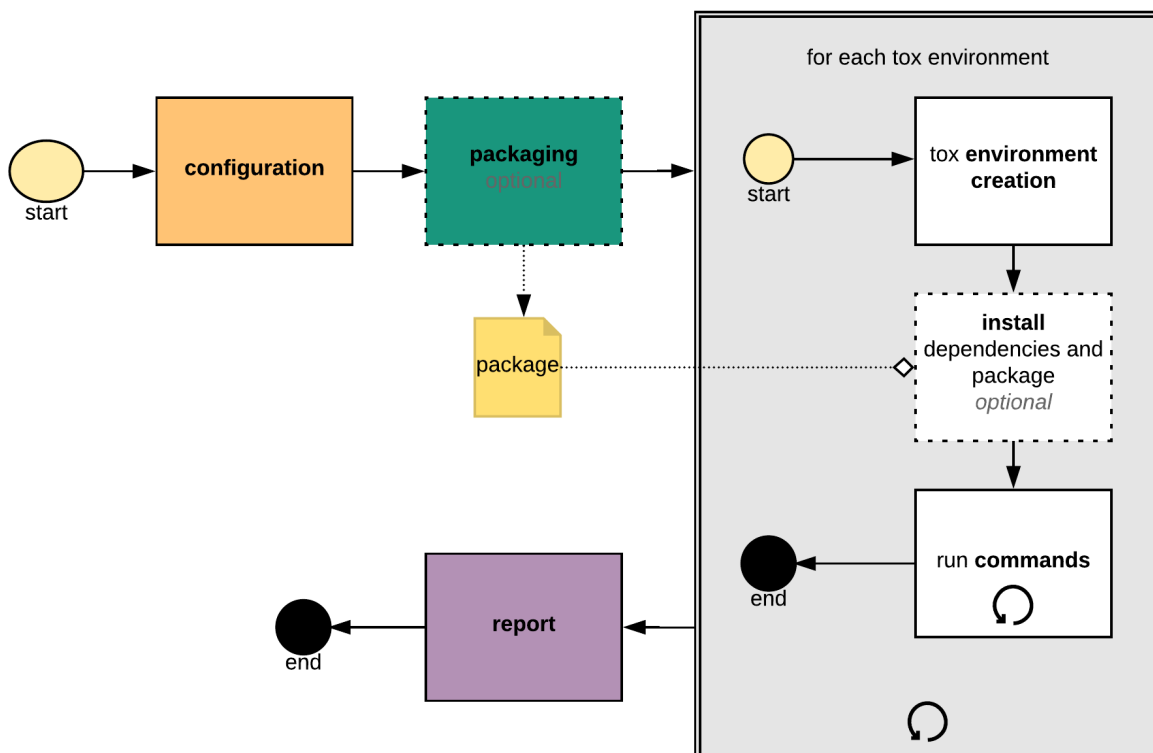 for each tox environment
start
configuration
packaging
optional
start
tox environment
creation
package
install
dependencies and
package
optional
run commands
end
report
end